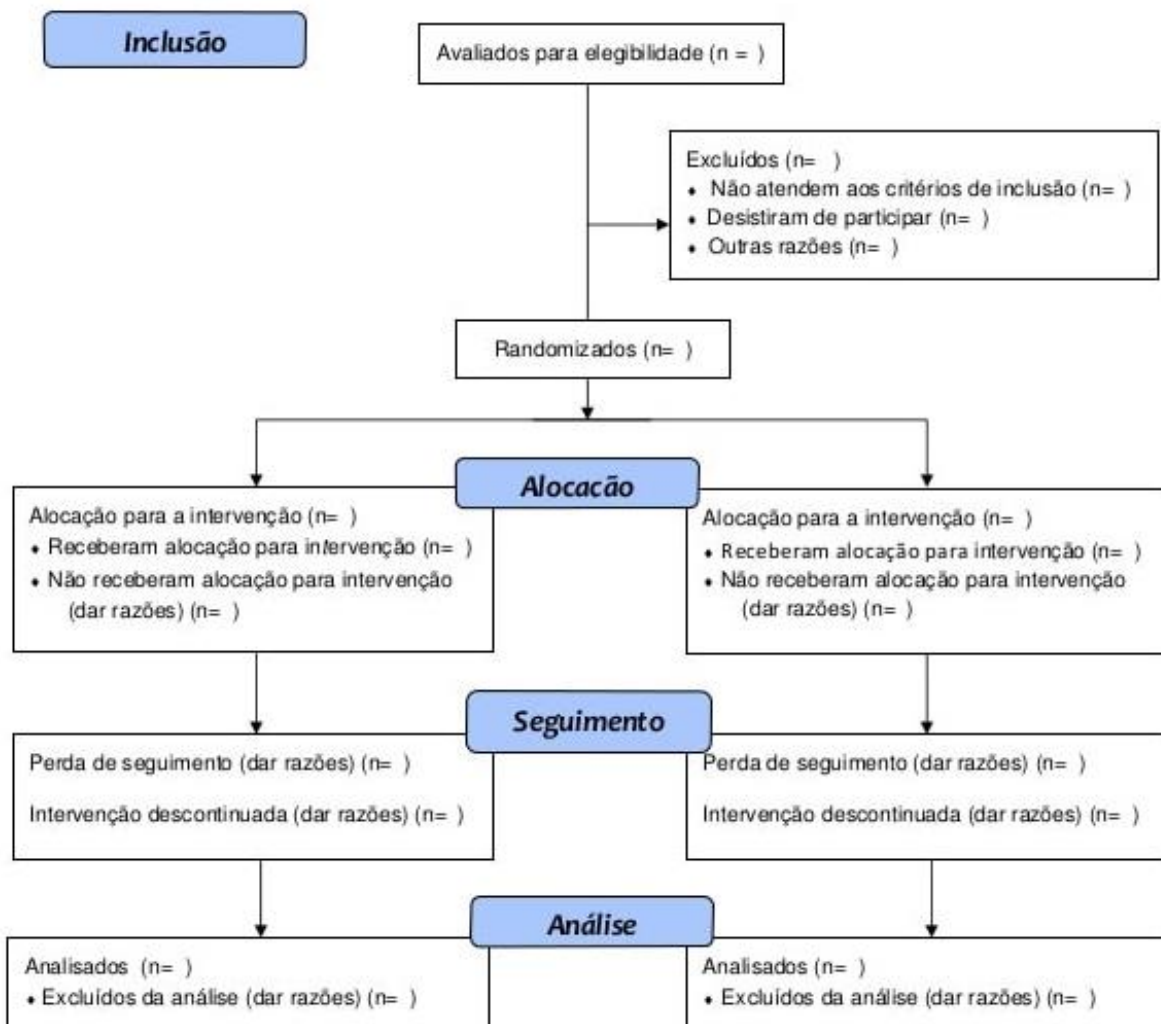 Inclusão
Avaliados para elegibilidade (n = )
Excluídos (n= )
♦ Não atendem aos critérios de inclusão (n= )
♦ Desistiram de participar (n= )
♦ Outras razões (n= )
Randomizados (n= )
Alocacão
Alocação para a intervenção (n= )
♦ Receberam alocação para intervenção (n= )
♦ Não receberam alocação para intervenção
(dar razões) (n= )
Alocação para a intervenção (n= )
♦ Receberam alocação para intervenção (n= )
♦ Não receberam alocação para intervenção
(dar razões) (n= )
Seguimento
Perda de seguimento (dar razões) (n= )
Intervenção descontinuada (dar razões) (n= )
Perda de seguimento (dar razões) (n= )
Intervenção descontinuada (dar razões) (n= )
Análise
Analisados (n= )
♦ Excluídos da análise (dar razões) (n= )
Analisados (n= )
♦ Excluídos da análise (dar razões) (n= )